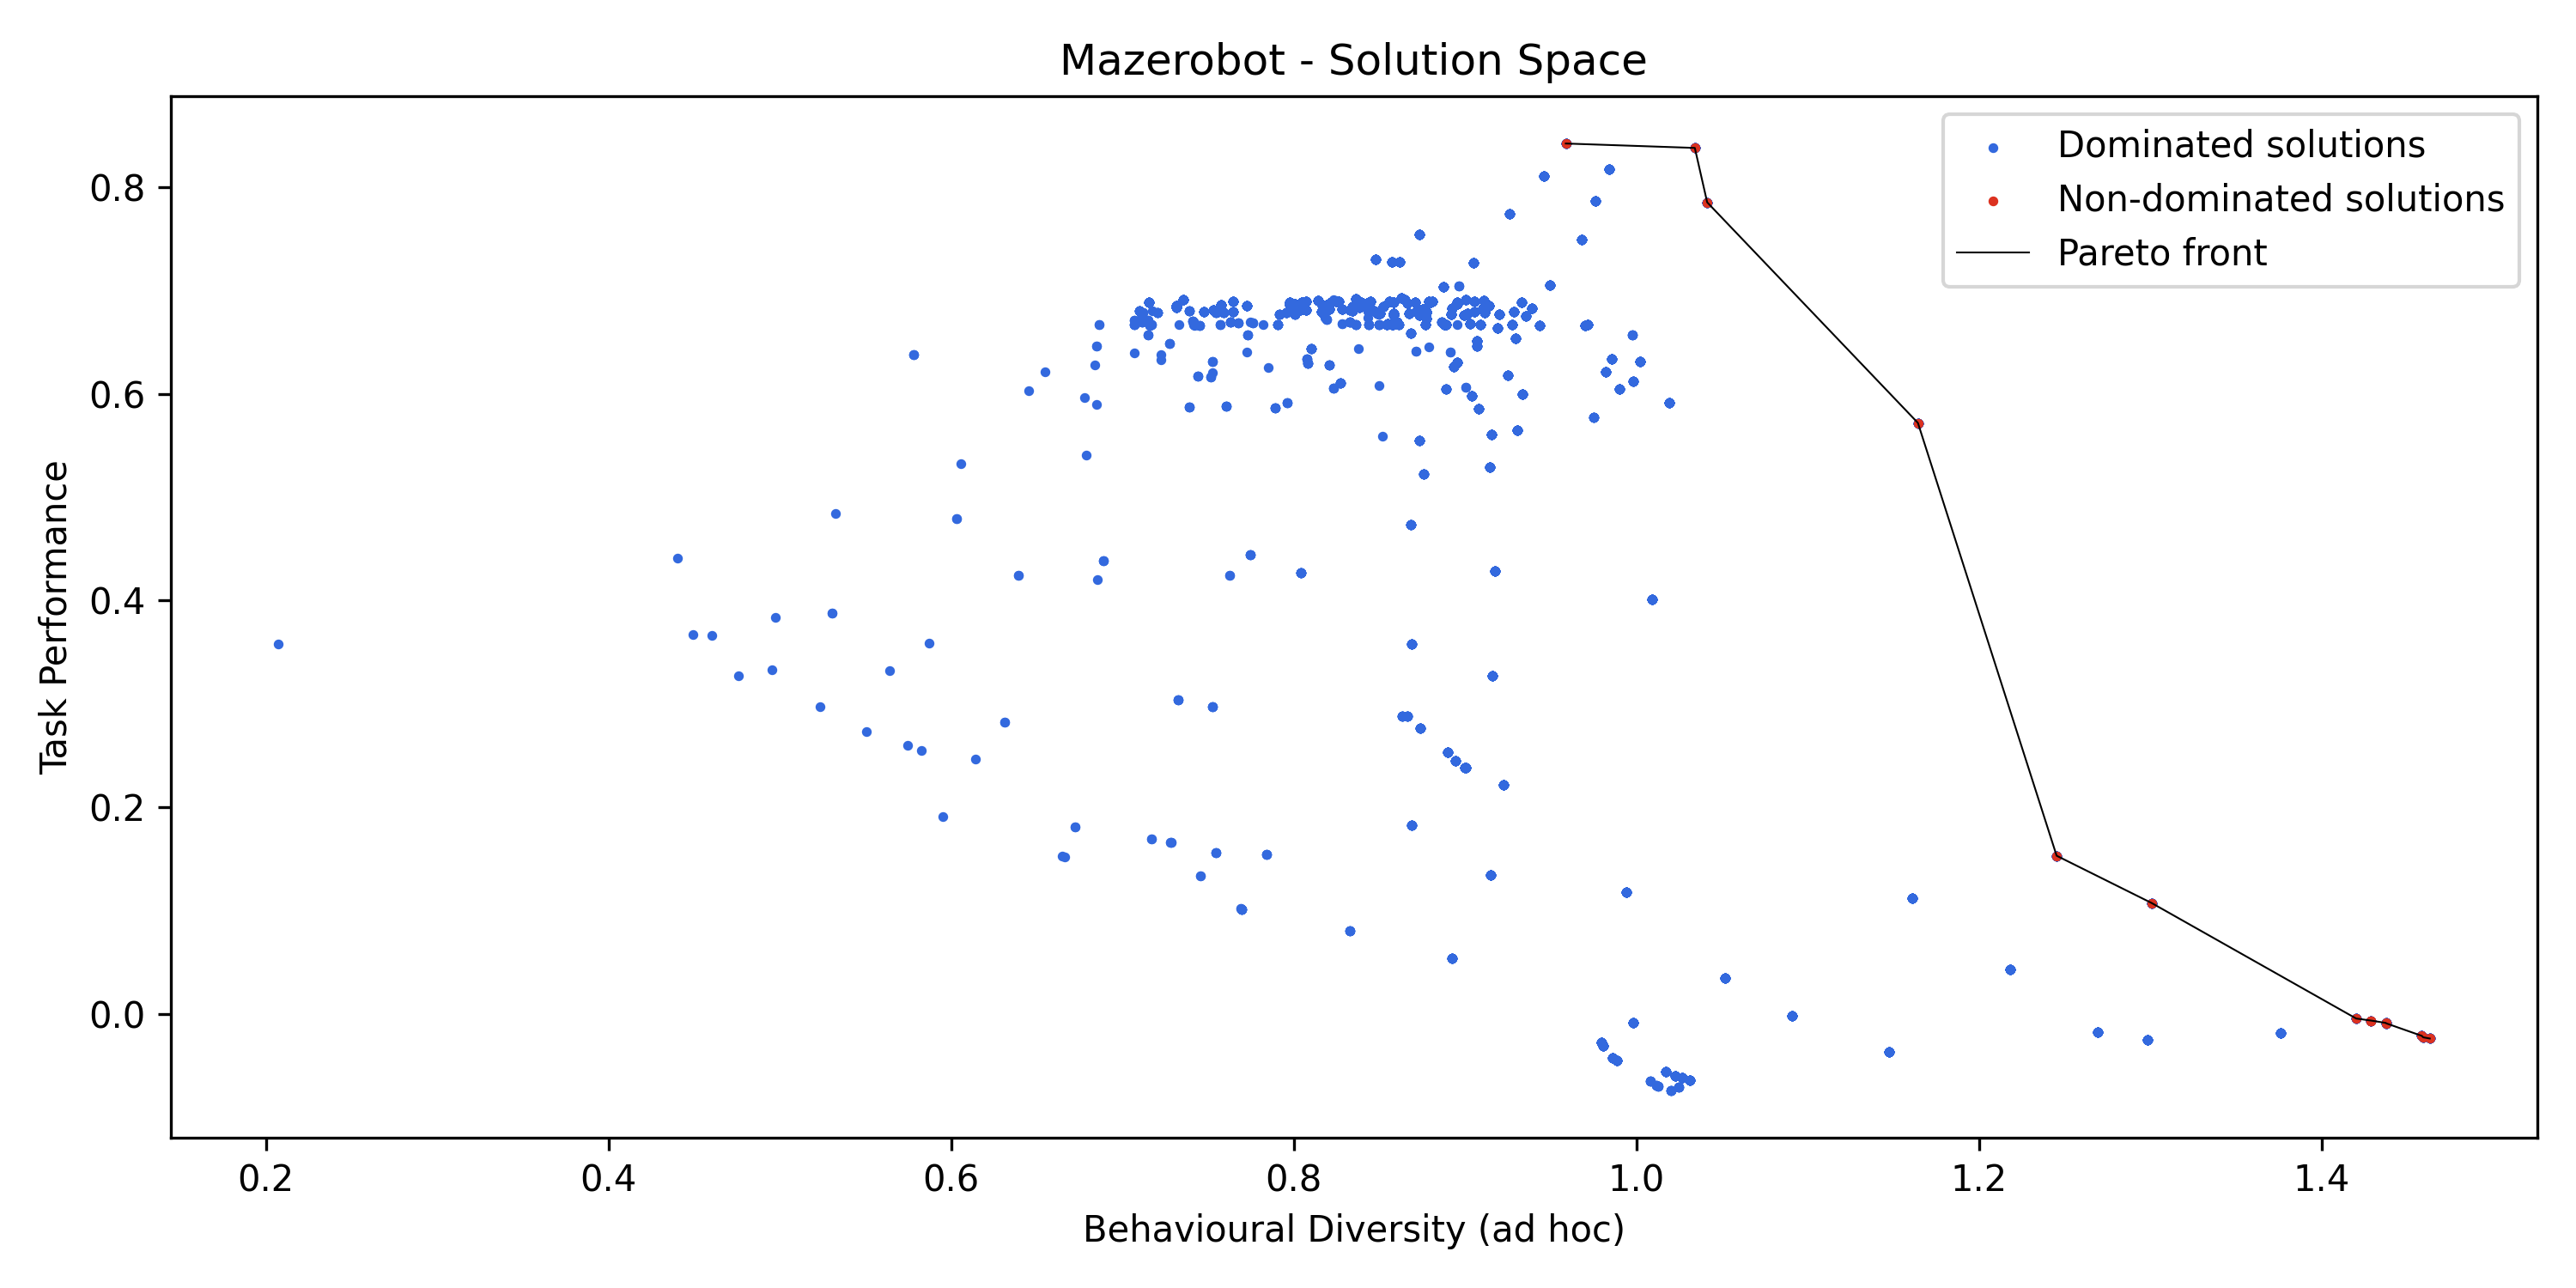 Mazerobot - Solution Space
Dominated solutions
Non-dominated solutions
Pareto front
Task Performance
0.8
0.6
0.4
0.2
0.0
0.2 0.4 0.6 0.8 1.0 1.2 1.4
Behavioural Diversity (ad hoc)